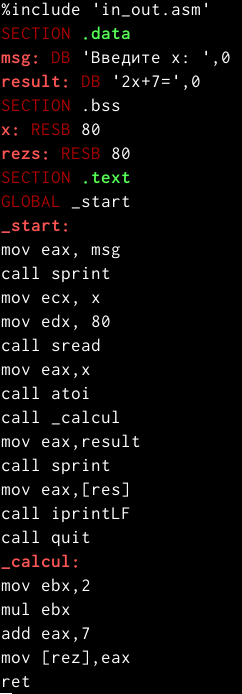 %include 'in_out.asm'
SECTION .data
msg: DB 'Введите x: ',0
result: DB '2x+7=',0
SECTION .bss
x: RESB 80
rezs: RESB 80
SECTION .text
GLOBAL _start
_start:
mov eax, msg
call sprint
mov ecx, x
mov edx, 80
call sread
mov eax,x
call atoi
call _calcul
mov eax,result
call sprint
mov eax,[res]
call iprintLF
call quit
_calcul:
mov ebx,2
mul ebx
add eax,7
mov [rez],eax
ret